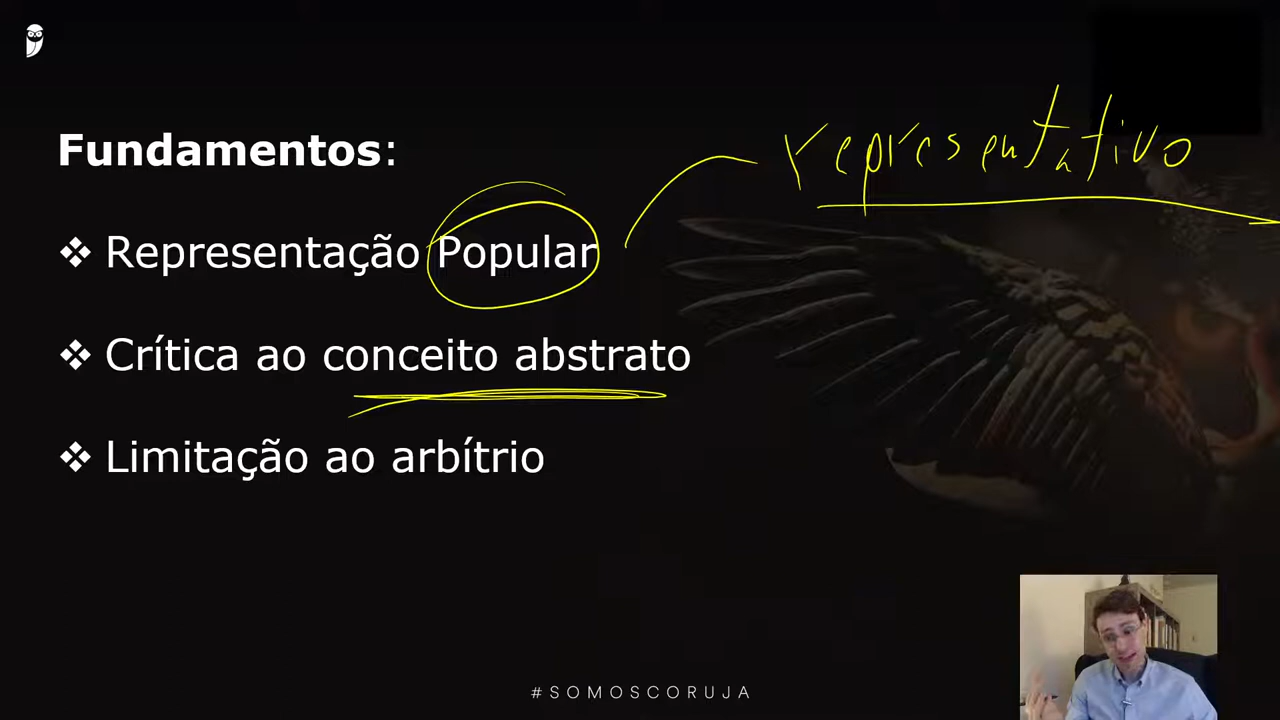 Fundamentos:
representativo
❖ Representação Popular
❖ Crítica ao conceito abstrato
❖ Limitação ao arbítrio
#SOMOSCORUJA